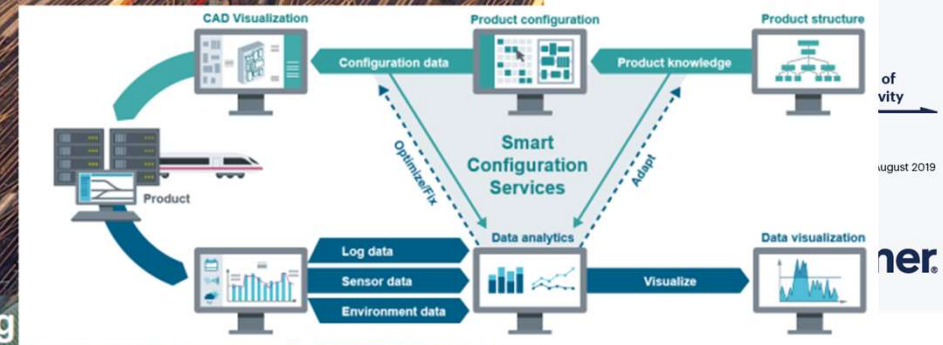 CAD Visualization
Product configuration
Product structure
Configuration data
Product knowledge
of
vity
Smart
Configuration
Services
Optimize/Fix
Adapt
August 2019
Product
Data analytics
Data visualization
Log data
ner.
Sensor data
Visualize
Environment data
g